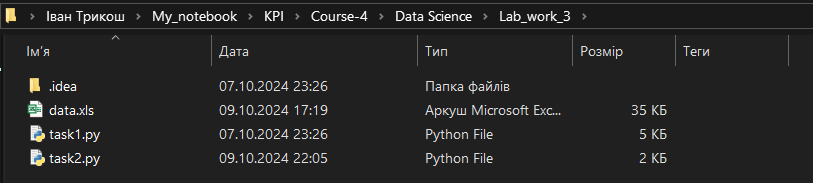 Іван Трикош > My_notebook > KPI > Course-4 > Data Science > Lab_work_3 >
Ім'я Дата Тип Розмір Теги
.idea 07.10.2024 23:26 Папка файлів
data.xls 09.10.2024 17:19 Аркуш Microsoft Exc... 35 КБ
task1.py 07.10.2024 23:26 Python File 5 КБ
task2.py 09.10.2024 22:05 Python File 2 КБ